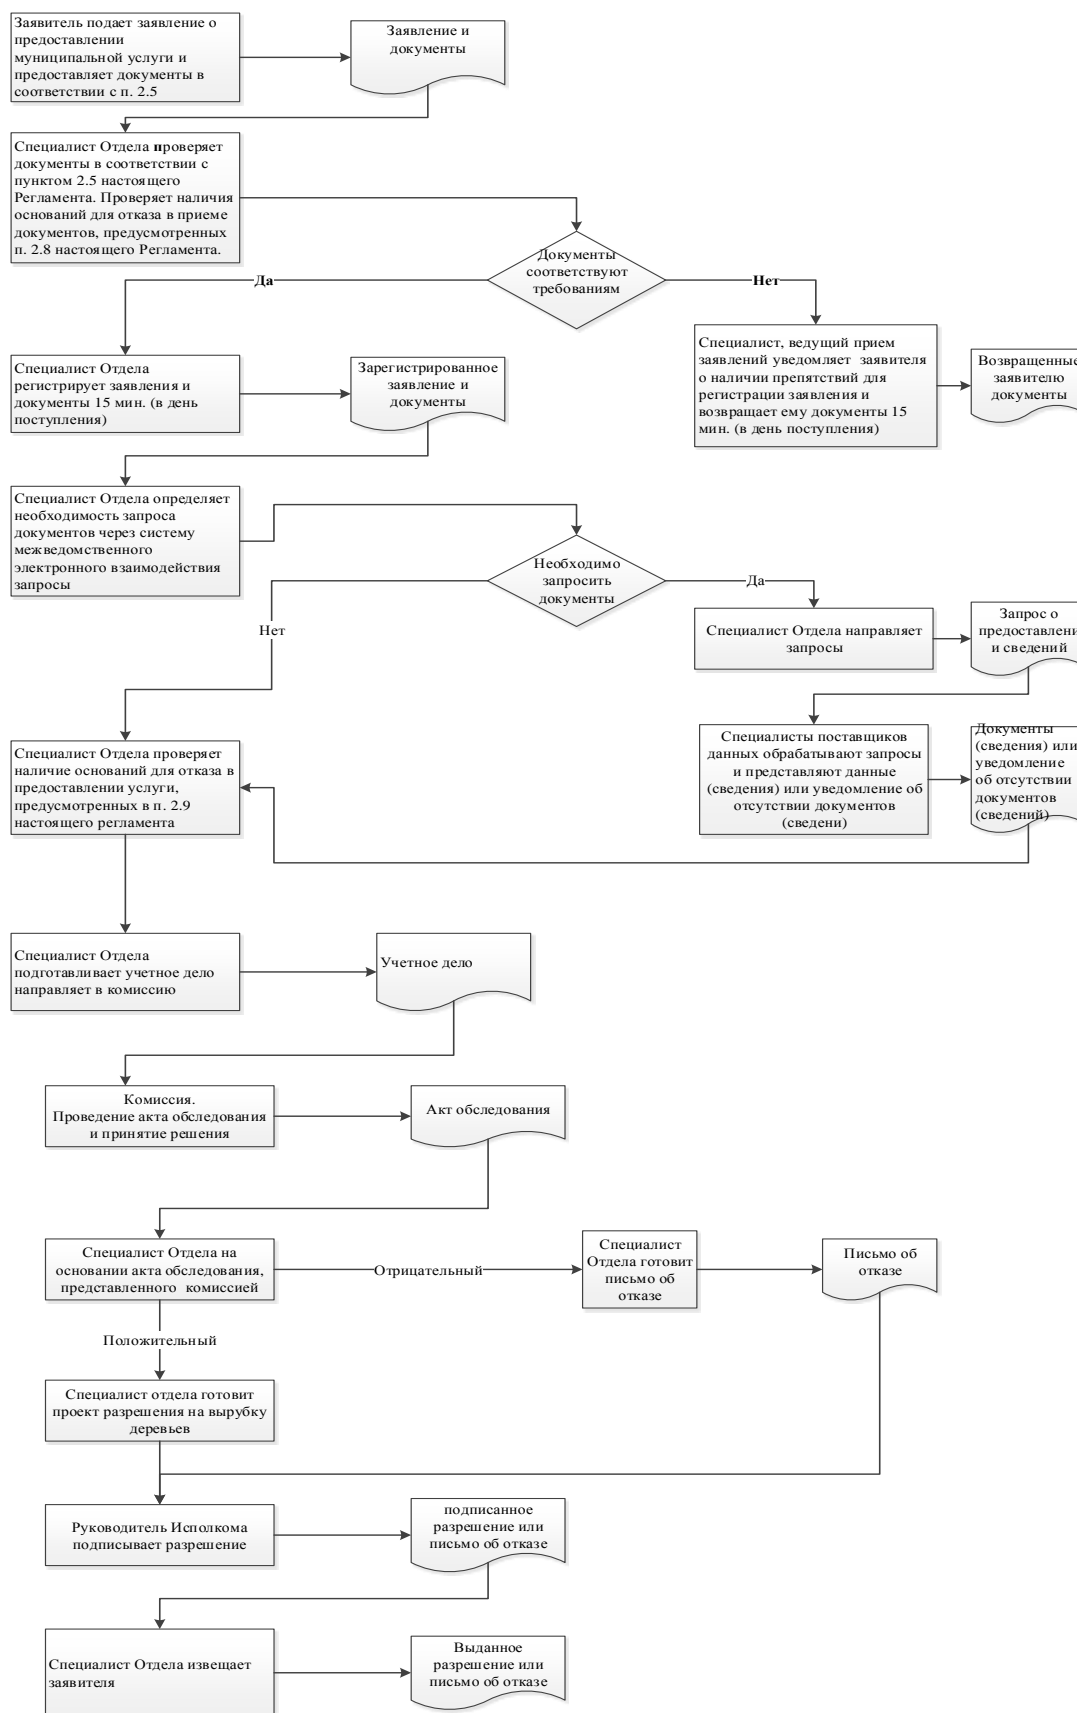 Заявитель подает заявление о
предоставлении
муниципальной услуги и
предоставляет документы в
соответствии с п. 2.5
Заявление и
документы
Специалист Отдела проверяет
документы в соответствии с
пунктом 2.5 настоящего
Регламента. Проверяет наличия
оснований для отказа в приеме
документов, предусмотренных
п. 2.8 настоящего Регламента.
Документы
соответствуют
требованиям
Да
Нет
Специалист Отдела
регистрирует заявления и
документы 15 мин. (в день
поступления)
Зарегистрированное
заявление и
документы
Специалист, ведущий прием
заявлений уведомляет заявителя
о наличии препятствий для
регистрации заявления и
возвращает ему документы 15
мин. (в день поступления)
Возвращенные
заявителю
документы
Специалист Отдела определяет
необходимость запроса
документов через систему
межведомственного
электронного взаимодействия
запросы
Необходимо
запросить
документы
Да
Нет
Специалист Отдела направляет
запросы
Запрос о
предоставлени
и сведений
Специалисты поставщиков
данных обрабатывают запросы
и представляют данные
(сведения) или уведомление об
отсутствии документов
(сведени)
Документы
(сведения) или
уведомление
об отсутствии
документов
(сведений)
Специалист Отдела проверяет
наличие оснований для отказа в
предоставлении услуги,
предусмотренных в п. 2.9
настоящего регламента
Специалист Отдела
подготавливает учетное дело
направляет в комиссию
Учетное дело
Комиссия.
Проведение акта обследования
и принятие решения
Акт обследования
Специалист Отдела на
основании акта обследования,
представленного комиссией
Отрицательный
Специалист
Отдела готовит
письмо об
отказе
Письмо об
отказе
Положительный
Специалист отдела готовит
проект разрешения на вырубку
деревьев
Руководитель Исполкома
подписывает разрешение
подписанное
разрешение или
письмо об отказе
Специалист Отдела извещает
заявителя
Выданное
разрешение или
письмо об отказе